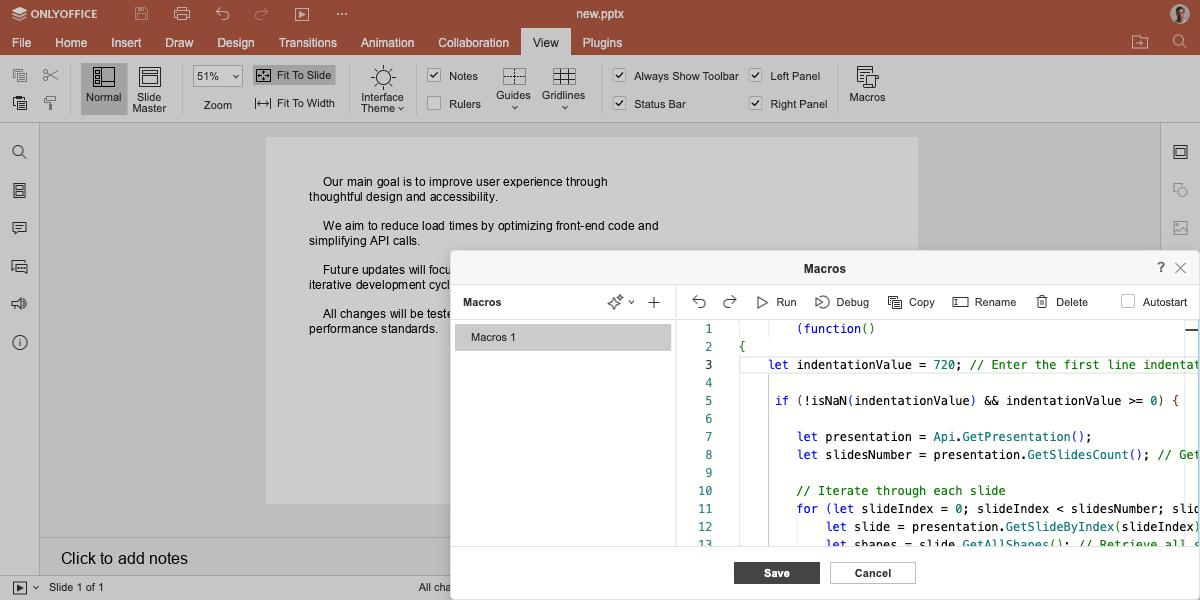 ONLYOFFICE
new.pptx
File Home Insert Draw Design Transitions Animation Collaboration View Plugins
Normal
Slide Master
51%
Zoom
Fit To Slide
Fit To Width
Interface Theme
Notes
Rulers
Guides
Gridlines
Always Show Toolbar
Status Bar
Left Panel
Right Panel
Macros
Our main goal is to improve user experience through
thoughtful design and accessibility.
We aim to reduce load times by optimizing front-end code and
simplifying API calls.
Future updates will focu
iterative development cycl
All changes will be teste
performance standards.
Macros
?
Macros
Run Debug Copy Rename Delete Autostart
Macros 1
1 (function()
2 {
3 let indentationValue = 720; // Enter the first line indentat
4
5 if (!isNaN(indentationValue) && indentationValue >= 0) {
6
7 let presentation = Api.GetPresentation();
8 let slidesNumber = presentation.GetSlidesCount(); // Get
9
10 // Iterate through each slide
11 for (let slideIndex = 0; slideIndex < slidesNumber; slid
12 let slide = presentation.GetSlideByIndex(slideIndex)
13 let shapes = slide.GetAllShapes(); // Retrieve all s
Save
Cancel
Click to add notes
Slide 1 of 1
All cha